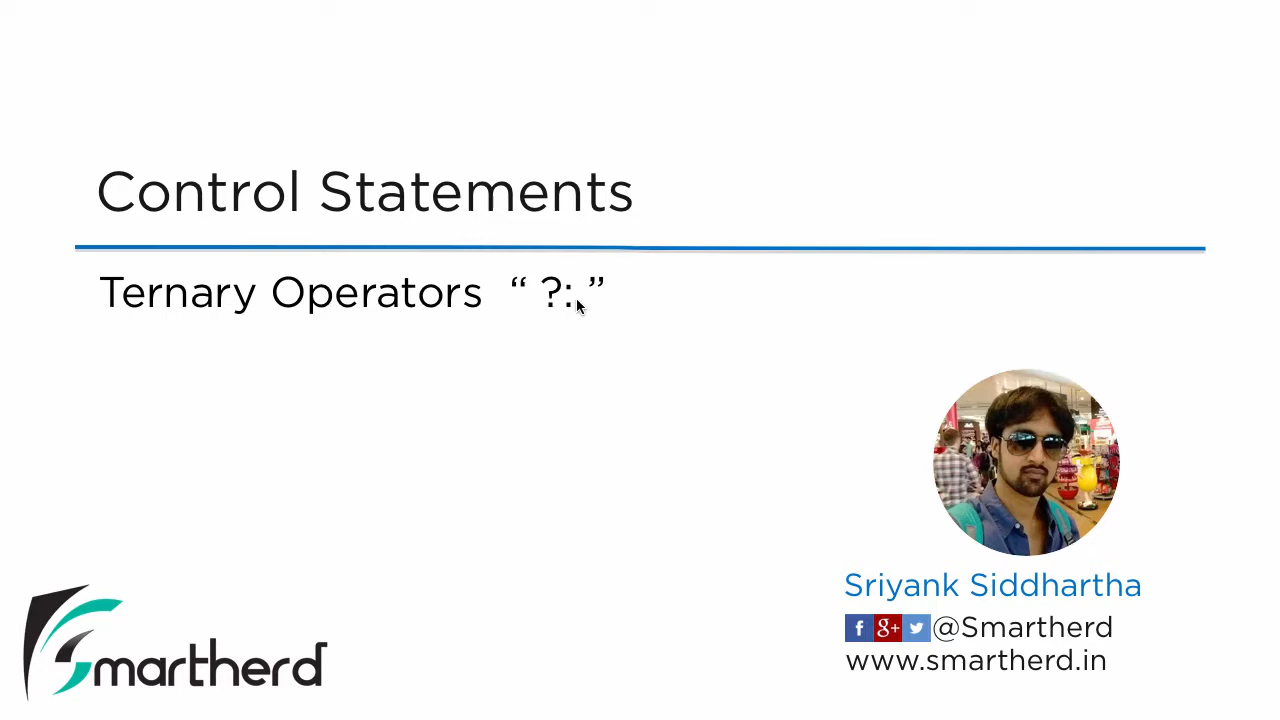 Control Statements
Ternary Operators “ ?: ”
Sriyank Siddhartha
f g+ @Smartherd
www.smartherd.in
Smartherd